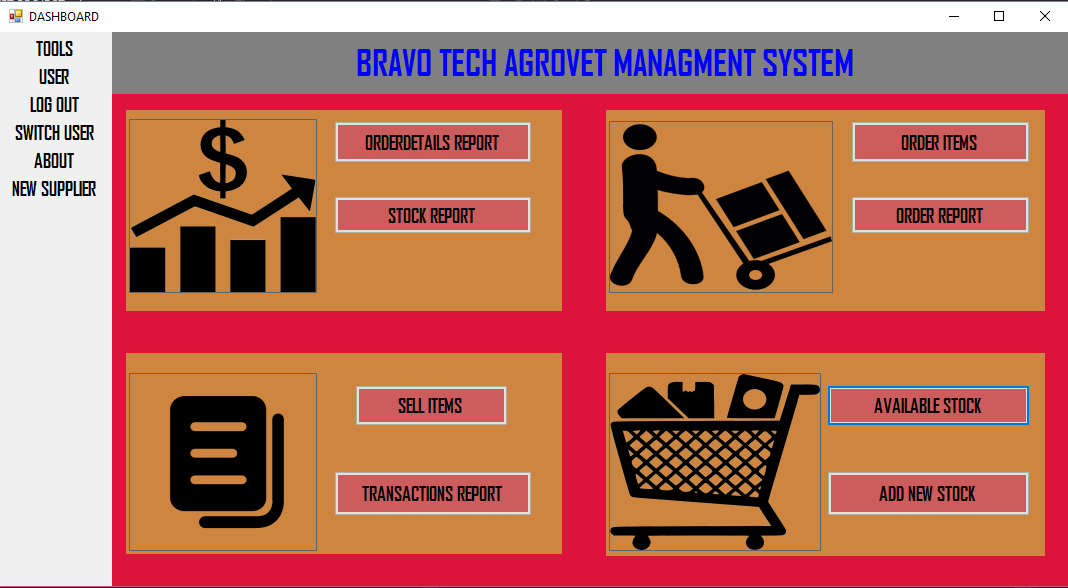 DASHBOARD
TOOLS
USER
LOG OUT
SWITCH USER
ABOUT
NEW SUPPLIER
BRAVO TECH AGROVET MANAGMENT SYSTEM
$
ORDERDETAILS REPORT
STOCK REPORT
ORDER ITEMS
ORDER REPORT
SELL ITEMS
TRANSACTIONS REPORT
AVAILABLE STOCK
ADD NEW STOCK